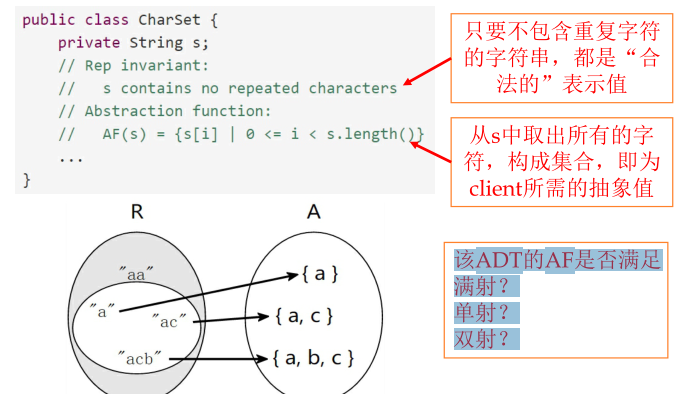 public class CharSet {
private String s;
// Rep invariant:
//   s contains no repeated characters
// Abstraction function:
//   AF(s) = {s[i] | 0 <= i < s.length()}
...
}
只要不包含重复字符
的字符串，都是“合
法的”表示值
从s中取出所有的字
符，构成集合，即为
client所需的抽象值
R
A
"aa"
"a"
"ac"
"acb"
{ a }
{ a, c }
{ a, b, c }
该ADT的AF是否满足
满射？
单射？
双射？